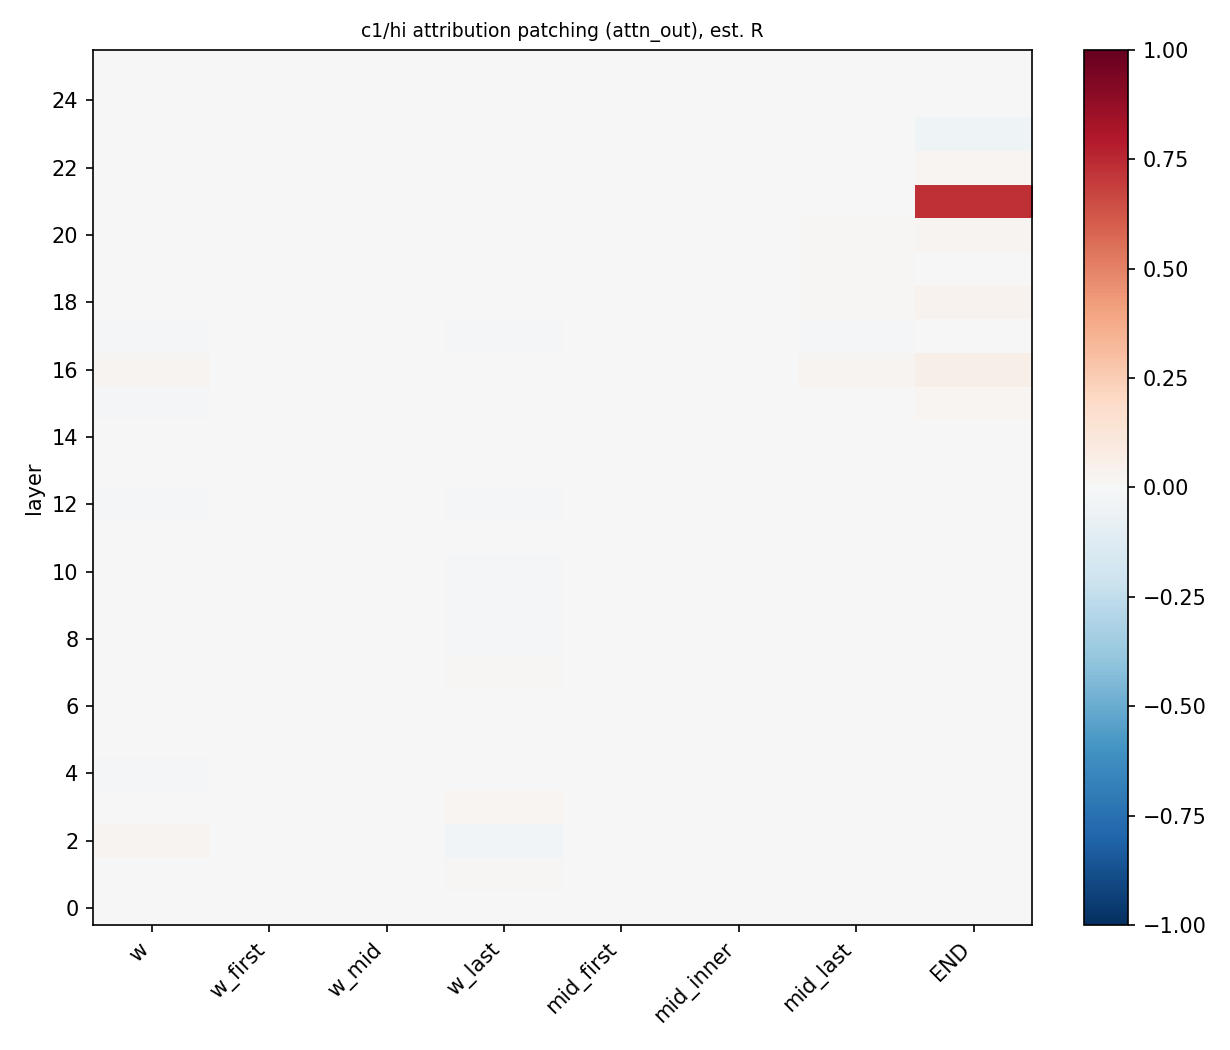 c1/hi attribution patching (attn_out), est. R
layer
24
22
20
18
16
14
12
10
8
6
4
2
0
w
w_first
w_mid
w_last
mid_first
mid_inner
mid_last
END
1.00
0.75
0.50
0.25
0.00
−0.25
−0.50
−0.75
−1.00